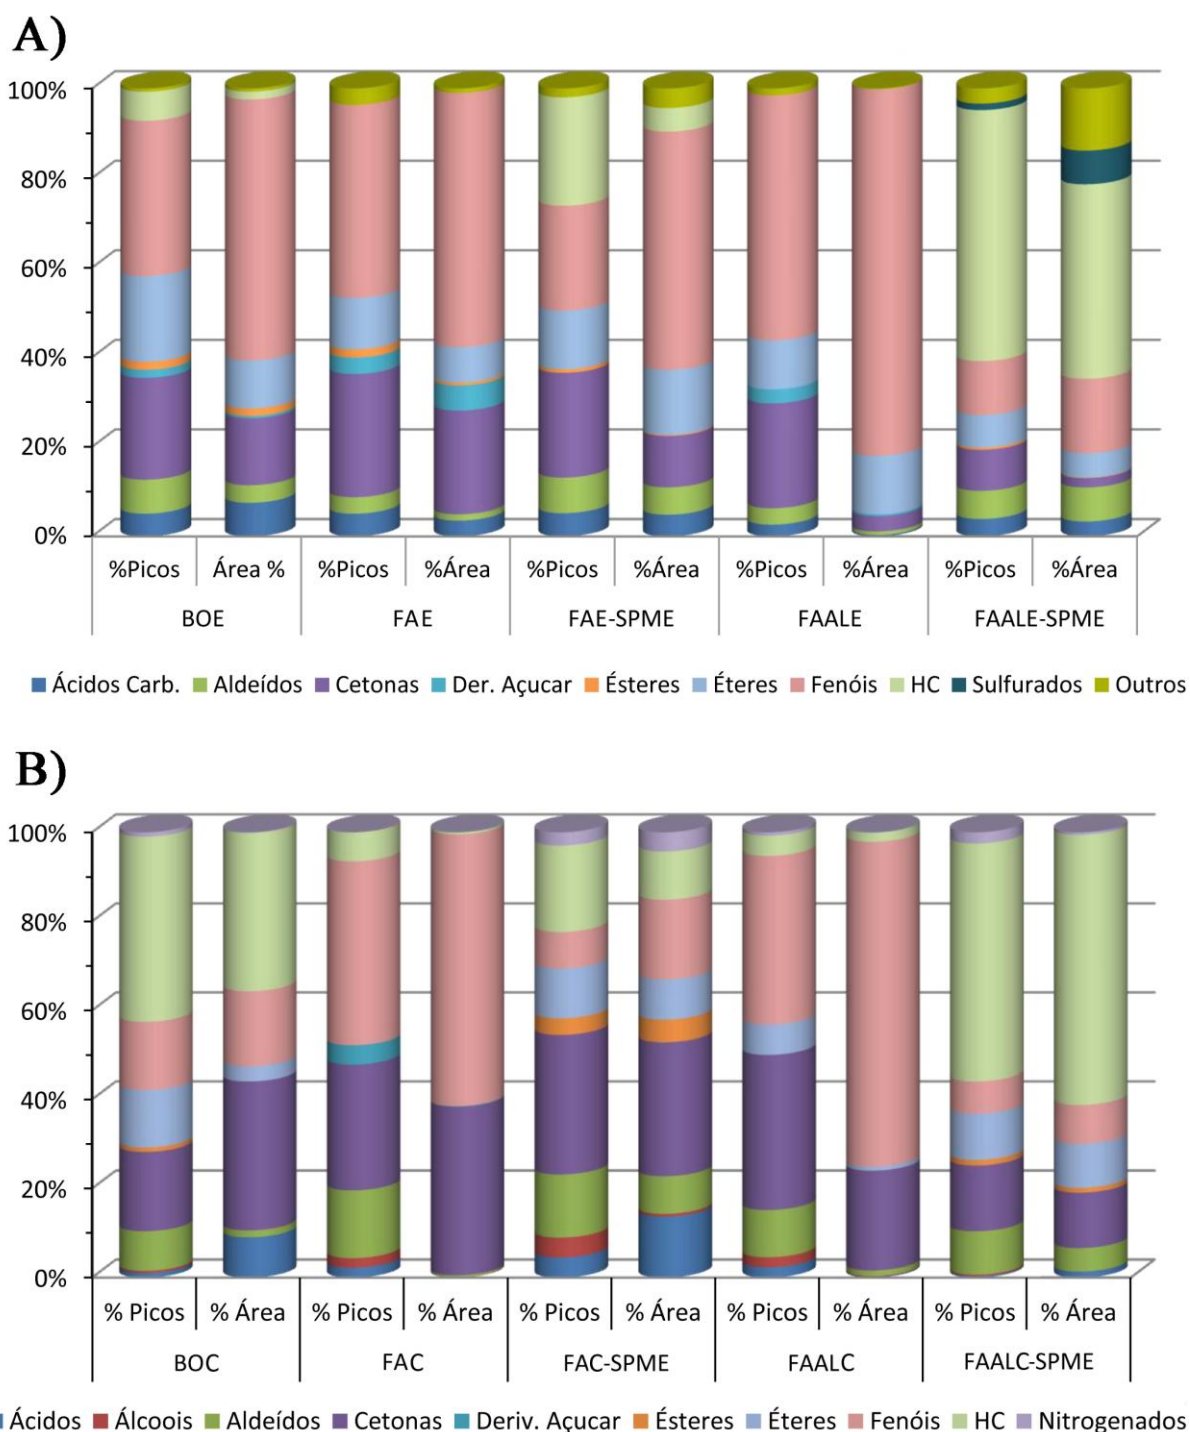 A)
100%
80%
60%
40%
20%
0%
%Picos Área % %Picos %Área %Picos %Área %Picos %Área %Picos %Área
BOE FAE FAE-SPME FAALE FAALE-SPME
Ácidos Carb. Aldeídos Cetonas Der. Açucar Ésteres Éteres Fenóis HC Sulfurados Outros
B)
100%
80%
60%
40%
20%
0%
% Picos % Área % Picos % Área % Picos % Área % Picos % Área % Picos % Área
BOC FAC FAC-SPME FAALC FAALC-SPME
Ácidos Álcoois Aldeídos Cetonas Deriv. Açucar Ésteres Éteres Fenóis HC Nitrogenados